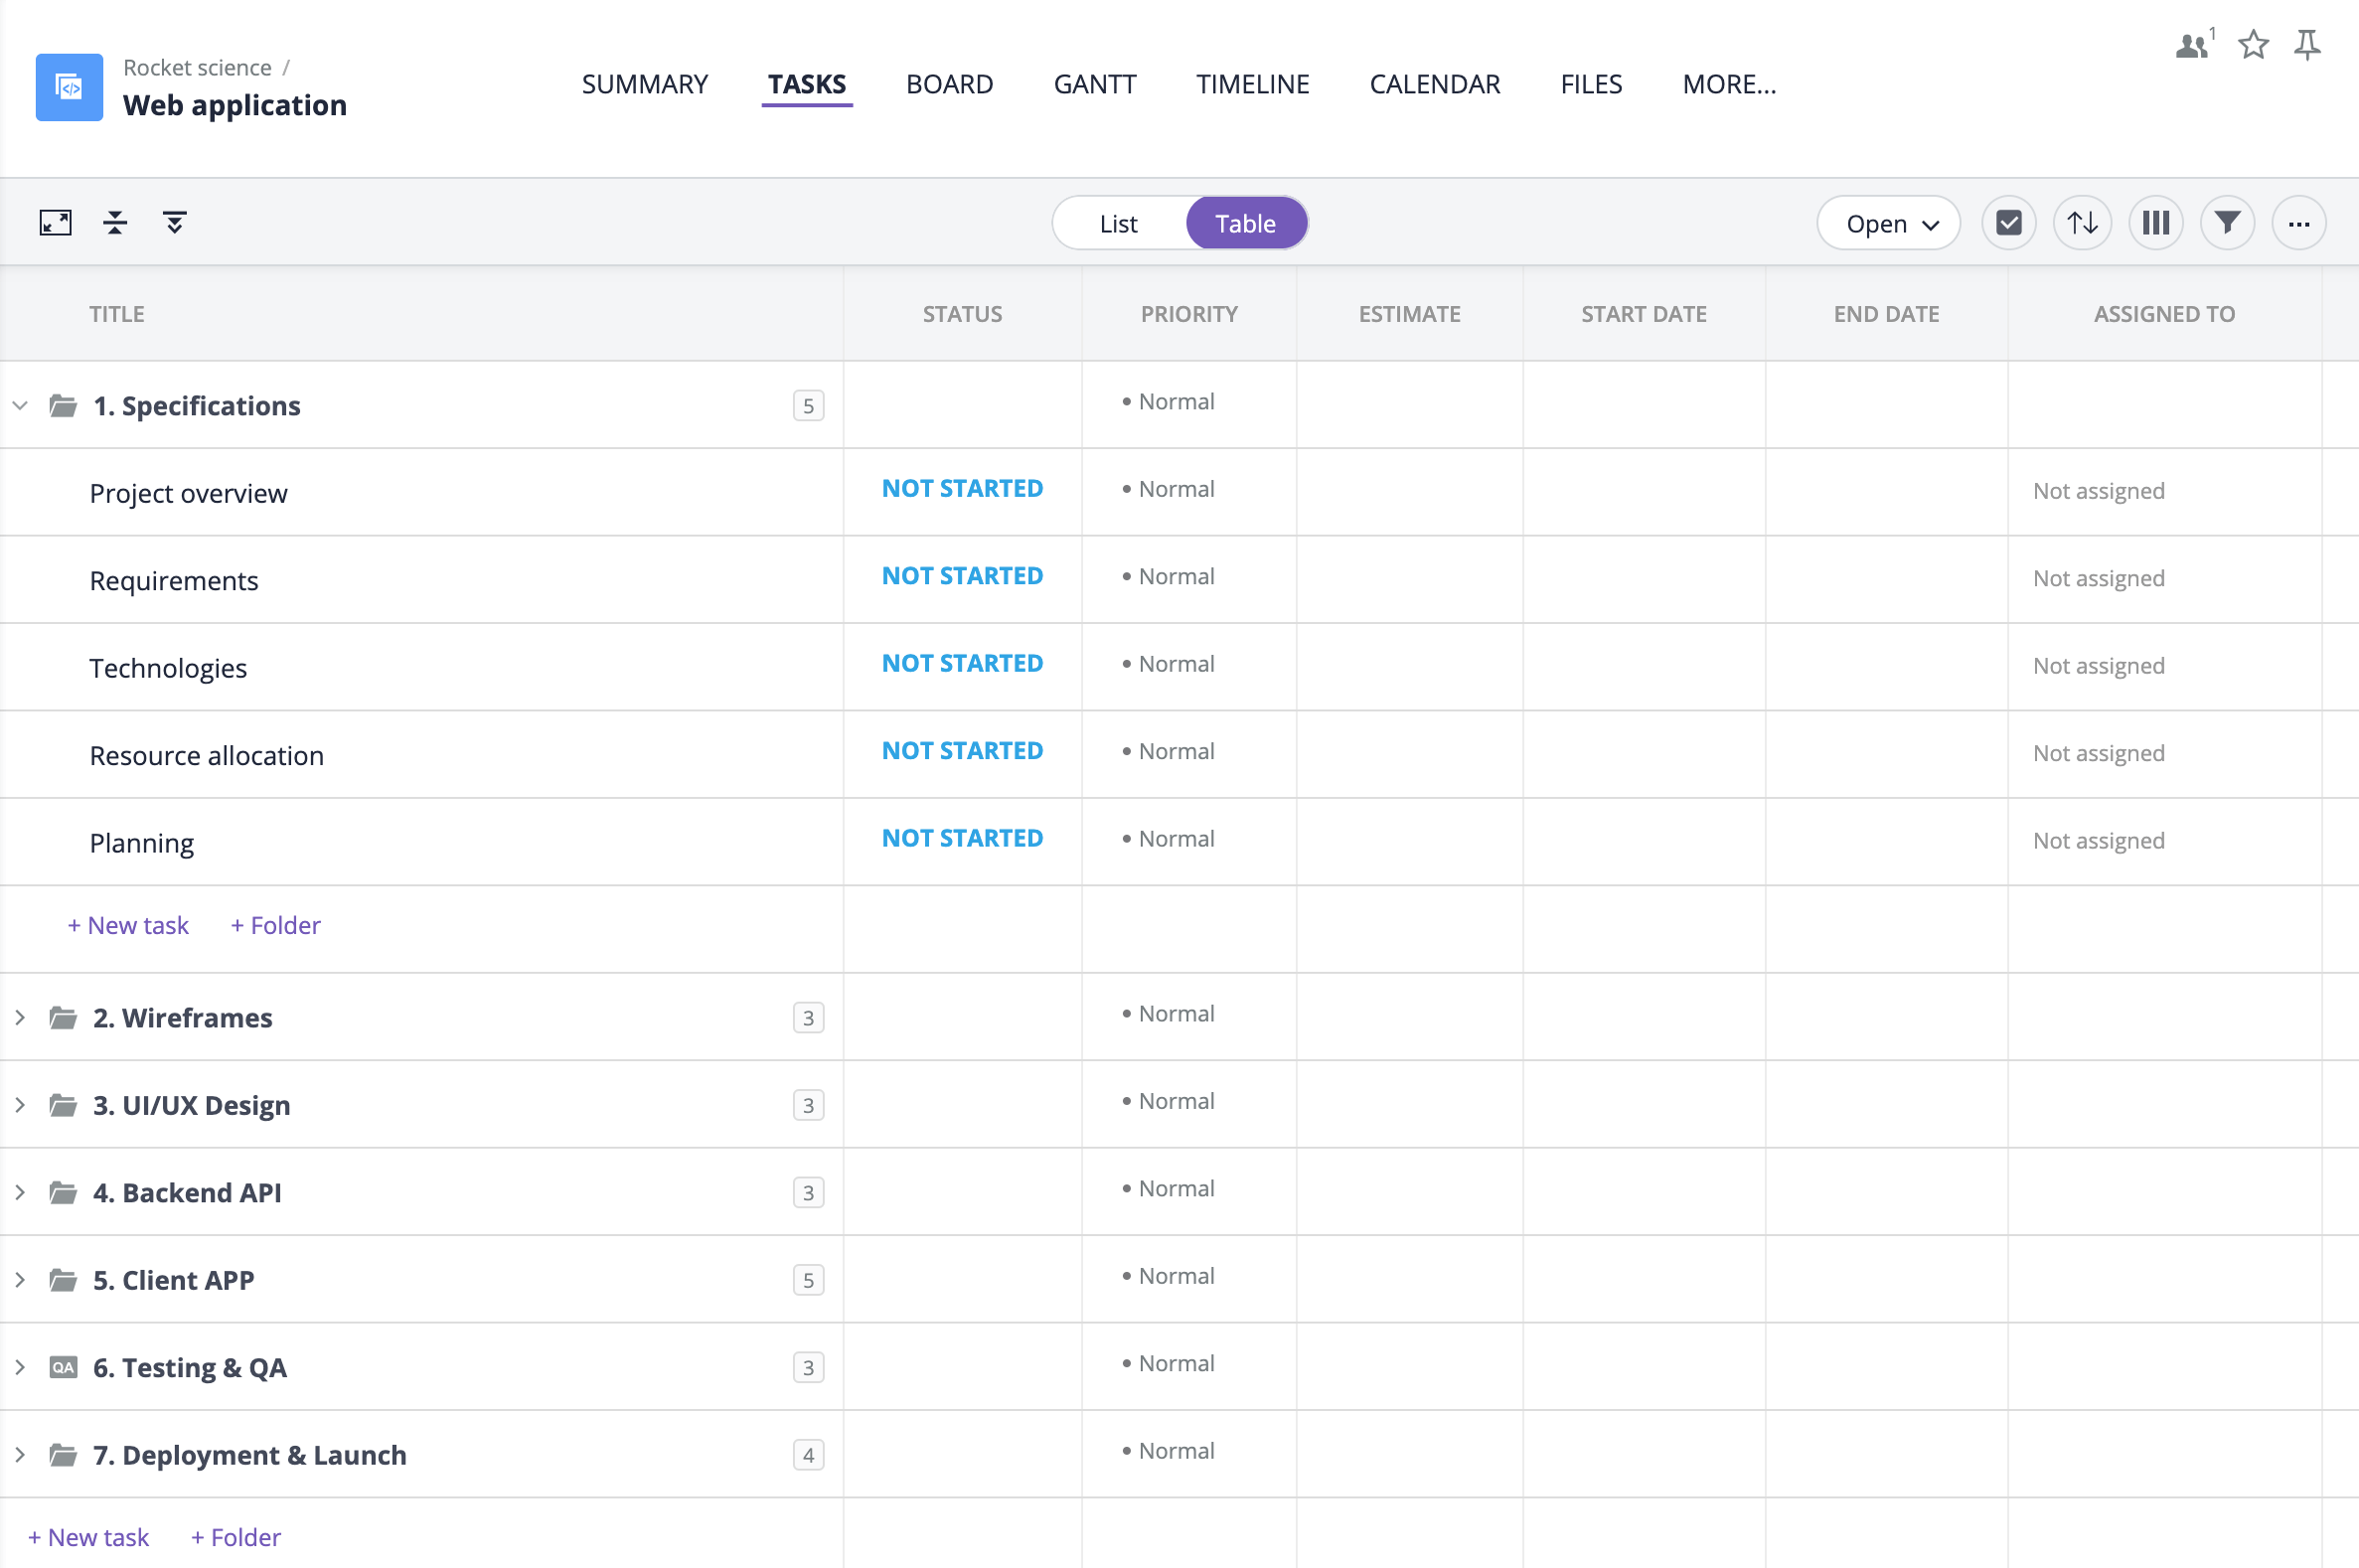 Rocket science /
Web application
SUMMARY TASKS BOARD GANTT TIMELINE CALENDAR FILES MORE...
1
List Table
Open
...
TITLE STATUS PRIORITY ESTIMATE START DATE END DATE ASSIGNED TO
1. Specifications 5 • Normal
Project overview NOT STARTED • Normal Not assigned
Requirements NOT STARTED • Normal Not assigned
Technologies NOT STARTED • Normal Not assigned
Resource allocation NOT STARTED • Normal Not assigned
Planning NOT STARTED • Normal Not assigned
+ New task + Folder
2. Wireframes 3 • Normal
3. UI/UX Design 3 • Normal
4. Backend API 3 • Normal
5. Client APP 5 • Normal
QA 6. Testing & QA 3 • Normal
7. Deployment & Launch 4 • Normal
+ New task + Folder